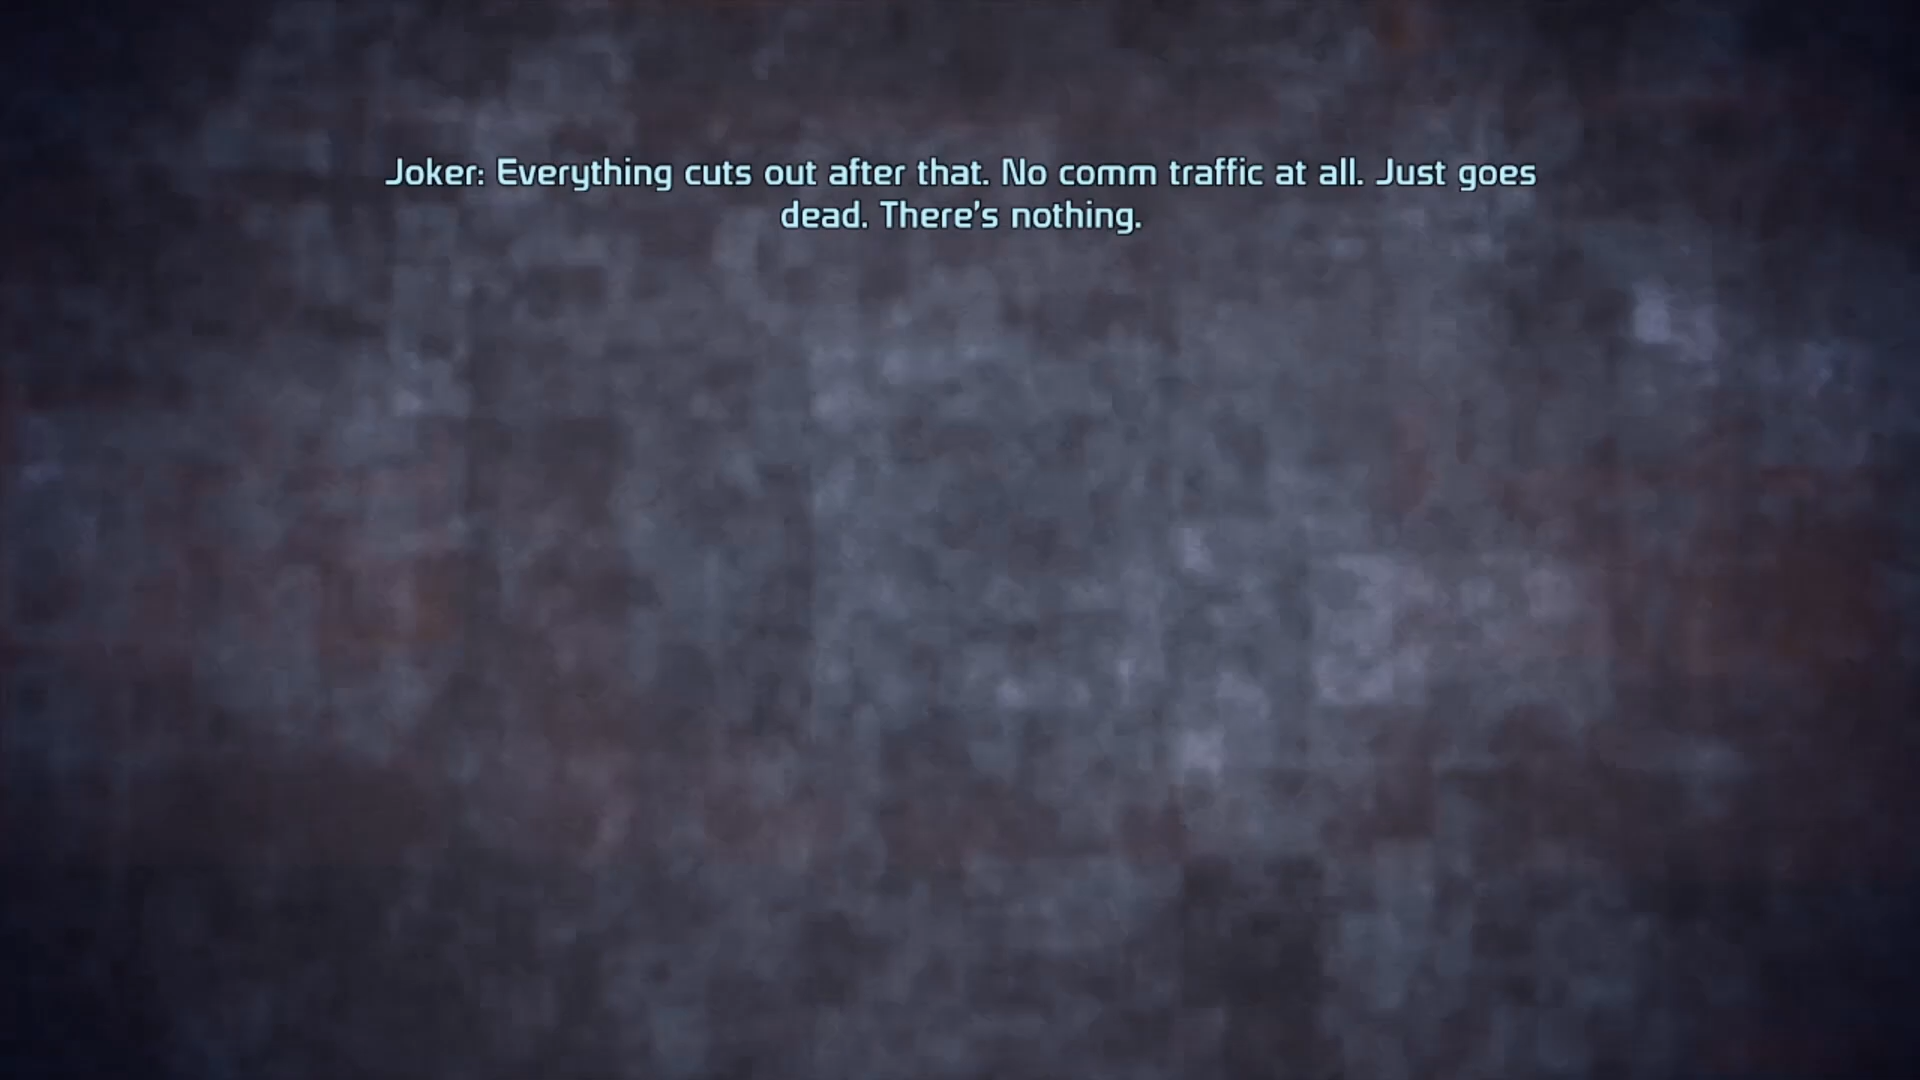 Joker: Everything cuts out after that. No comm traffic at all. Just goes
dead. There's nothing.